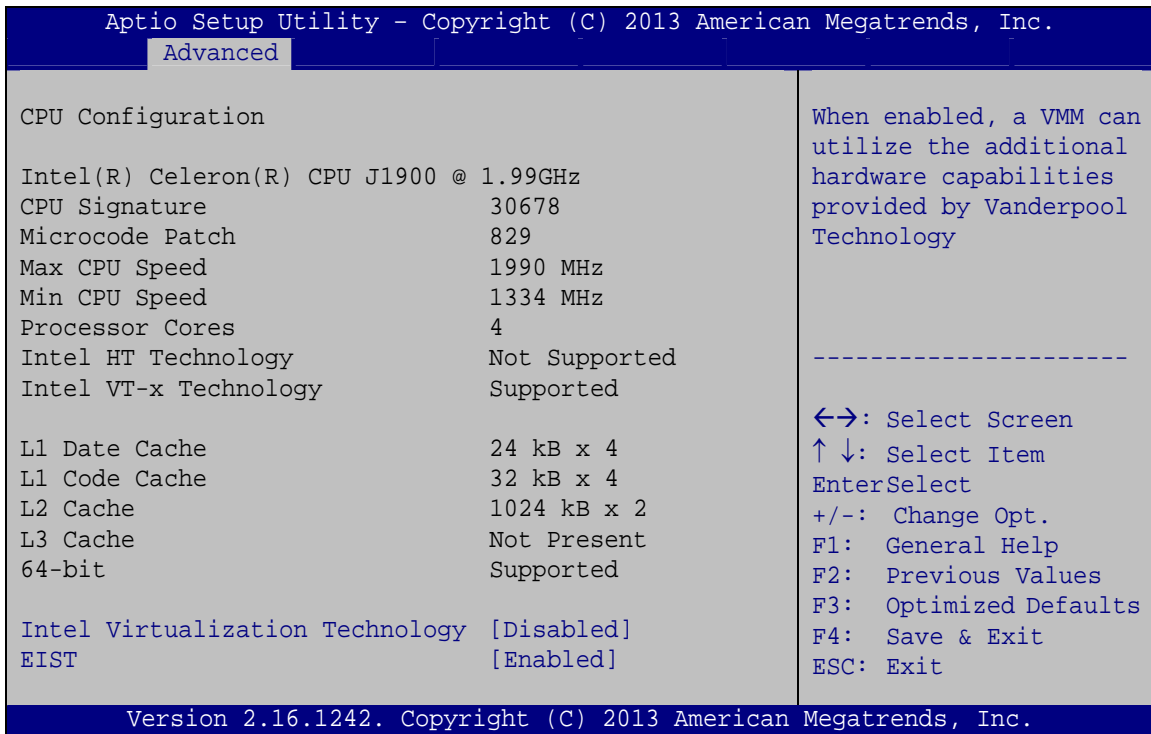 Aptio Setup Utility – Copyright (C) 2013 American Megatrends, Inc.
Advanced
CPU Configuration
Intel(R) Celeron(R) CPU J1900 @ 1.99GHz
CPU Signature 30678
Microcode Patch 829
Max CPU Speed 1990 MHz
Min CPU Speed 1334 MHz
Processor Cores 4
Intel HT Technology Not Supported
Intel VT-x Technology Supported
L1 Date Cache 24 kB x 4
L1 Code Cache 32 kB x 4
L2 Cache 1024 kB x 2
L3 Cache Not Present
64-bit Supported
Intel Virtualization Technology [Disabled]
EIST [Enabled]
When enabled, a VMM can
utilize the additional
hardware capabilities
provided by Vanderpool
Technology
----------------------
←→: Select Screen
↑ ↓: Select Item
EnterSelect
+/-: Change Opt.
F1: General Help
F2: Previous Values
F3: Optimized Defaults
F4: Save & Exit
ESC: Exit
Version 2.16.1242. Copyright (C) 2013 American Megatrends, Inc.